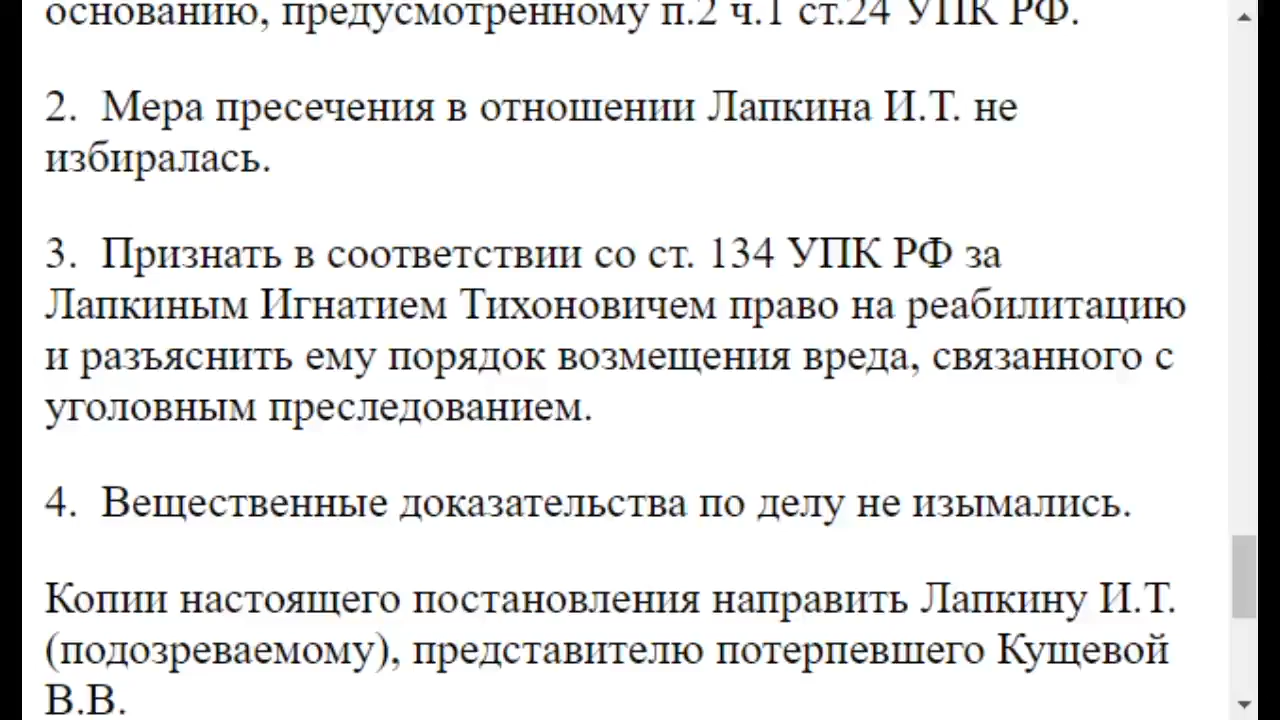 основанию, предусмотренному п.2 ч.1 ст.24 УПК РФ.
2. Мера пресечения в отношении Лапкина И.Т. не
избиралась.
3. Признать в соответствии со ст. 134 УПК РФ за
Лапкиным Игнатием Тихоновичем право на реабилитацию
и разъяснить ему порядок возмещения вреда, связанного с
уголовным преследованием.
4. Вещественные доказательства по делу не изымались.
Копии настоящего постановления направить Лапкину И.Т.
(подозреваемому), представителю потерпевшего Кущевой
В.В.